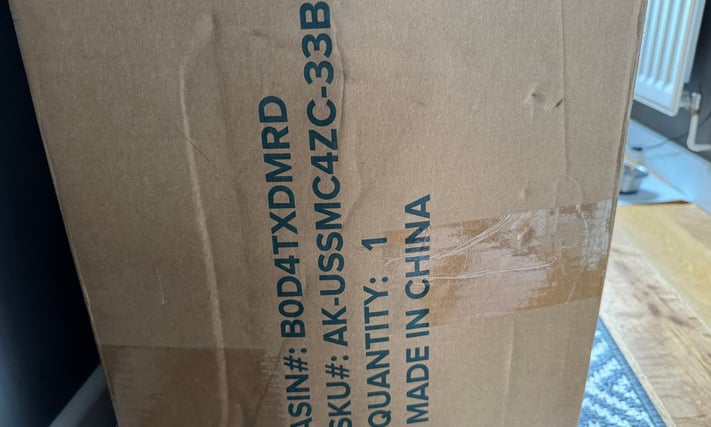 ASIN#: B0D4TXDMRD
SKU#: AK-USSMC4ZC-33B
QUANTITY: 1
MADE IN CHINA